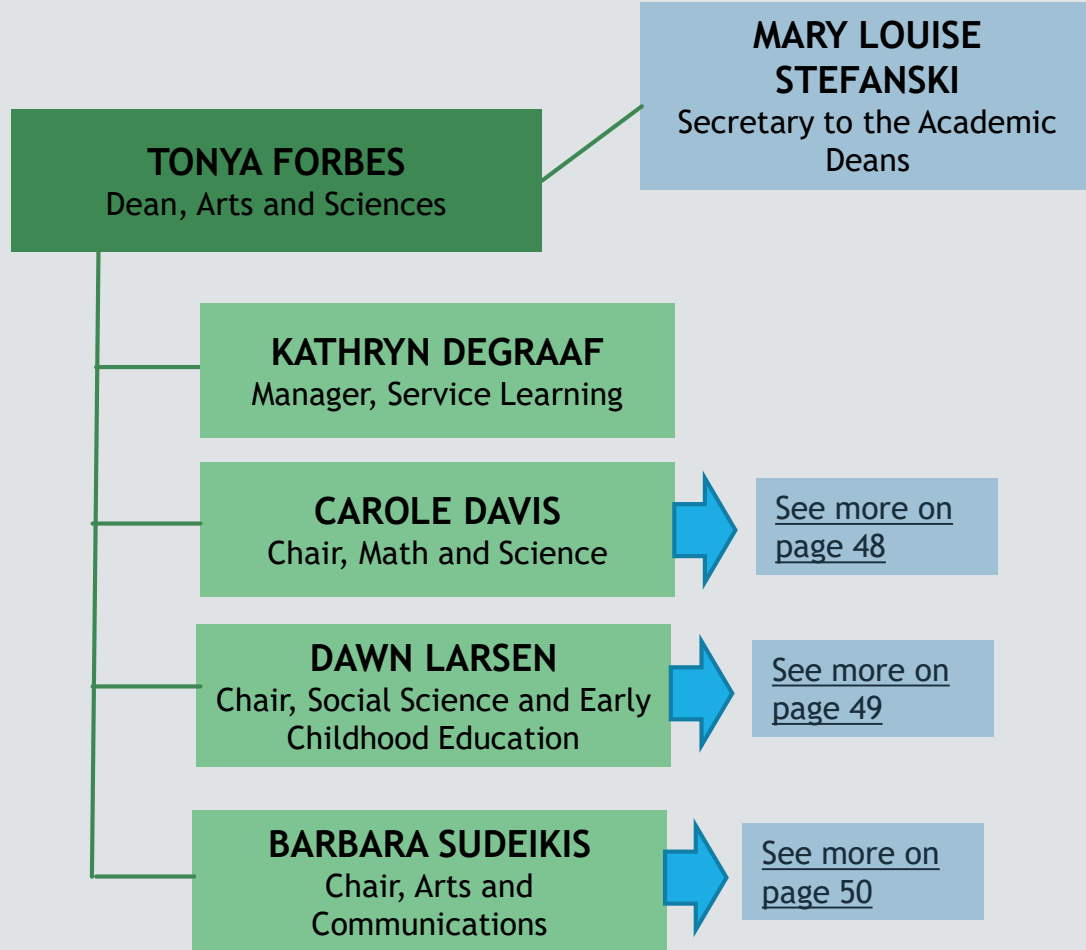 MARY LOUISE
STEFANSKI
Secretary to the Academic
Deans
TONYA FORBES
Dean, Arts and Sciences
KATHRYN DEGRAAF
Manager, Service Learning
CAROLE DAVIS
Chair, Math and Science
See more on
page 48
DAWN LARSEN
Chair, Social Science and Early
Childhood Education
See more on
page 49
BARBARA SUDEIKIS
Chair, Arts and
Communications
See more on
page 50